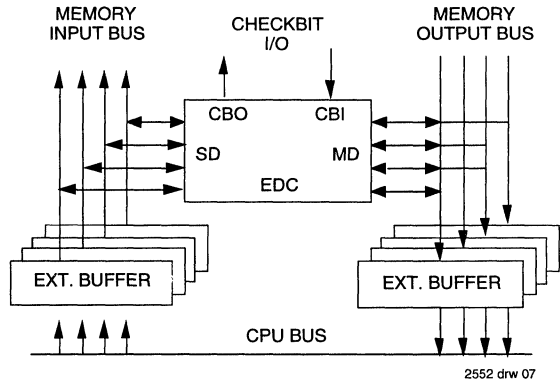 MEMORY
INPUT BUS
CHECKBIT
I/O
MEMORY
OUTPUT BUS
CBO
CBI
SD
MD
EDC
EXT. BUFFER
EXT. BUFFER
CPU BUS
2552 drw 07